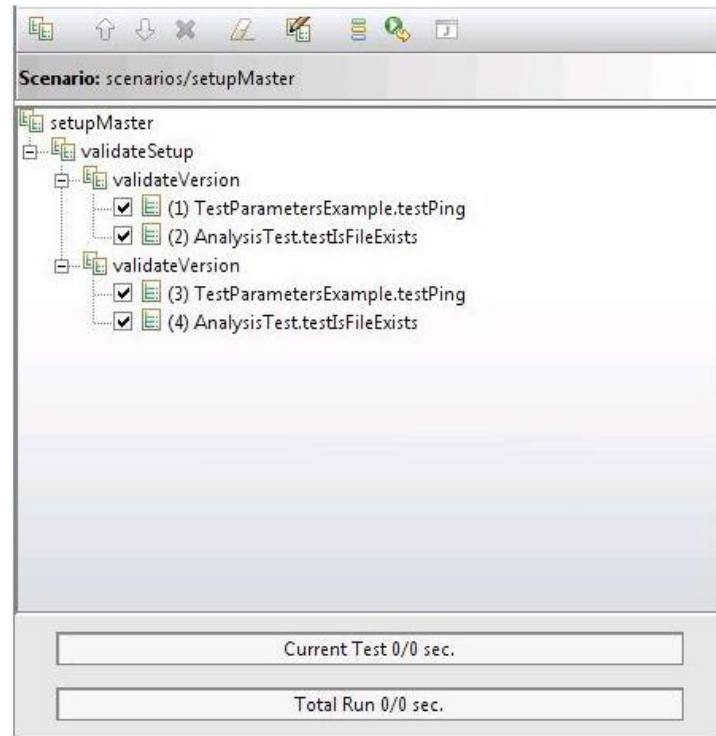 Scenario: scenarios/setupMaster
setupMaster
validateSetup
validateVersion
(1) TestParametersExample.testPing
(2) AnalysisTest.testIsFileExists
validateVersion
(3) TestParametersExample.testPing
(4) AnalysisTest.testIsFileExists
Current Test 0/0 sec.
Total Run 0/0 sec.